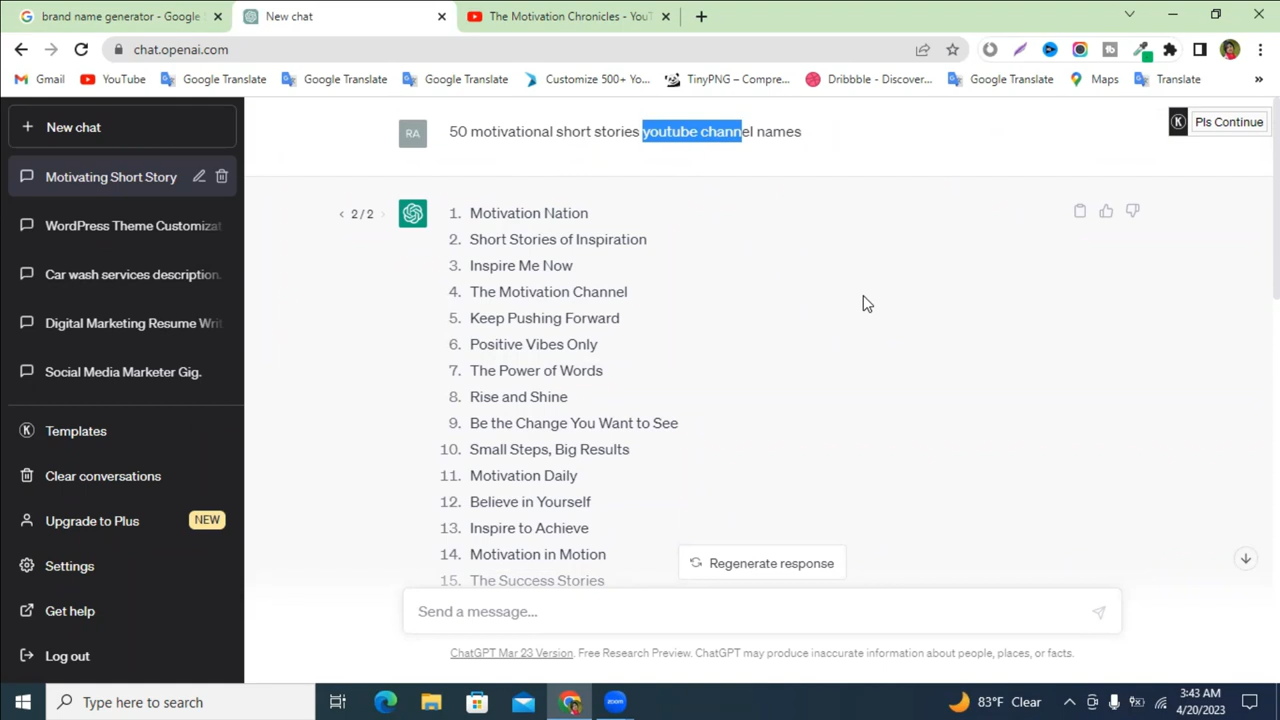 brand name generator - Google S
New chat
The Motivation Chronicles - YouT
chat.openai.com
Gmail
YouTube
Google Translate
Google Translate
Google Translate
Customize 500+ Yo...
TinyPNG – Compre...
Dribbble - Discover...
Google Translate
Maps
Translate
»
+ New chat
Motivating Short Story
WordPress Theme Customizat
Car wash services description.
Digital Marketing Resume Writ
Social Media Marketer Gig.
Templates
Clear conversations
Upgrade to Plus NEW
Settings
Get help
Log out
RA 50 motivational short stories youtube channel names
K Pls Continue
< 2 / 2 >
1. Motivation Nation
2. Short Stories of Inspiration
3. Inspire Me Now
4. The Motivation Channel
5. Keep Pushing Forward
6. Positive Vibes Only
7. The Power of Words
8. Rise and Shine
9. Be the Change You Want to See
10. Small Steps, Big Results
11. Motivation Daily
12. Believe in Yourself
13. Inspire to Achieve
14. Motivation in Motion
15. The Success Stories
Regenerate response
Send a message...
ChatGPT Mar 23 Version. Free Research Preview. ChatGPT may produce inaccurate information about people, places, or facts.
Type here to search
zoom
83°F Clear
3:43 AM
4/20/2023